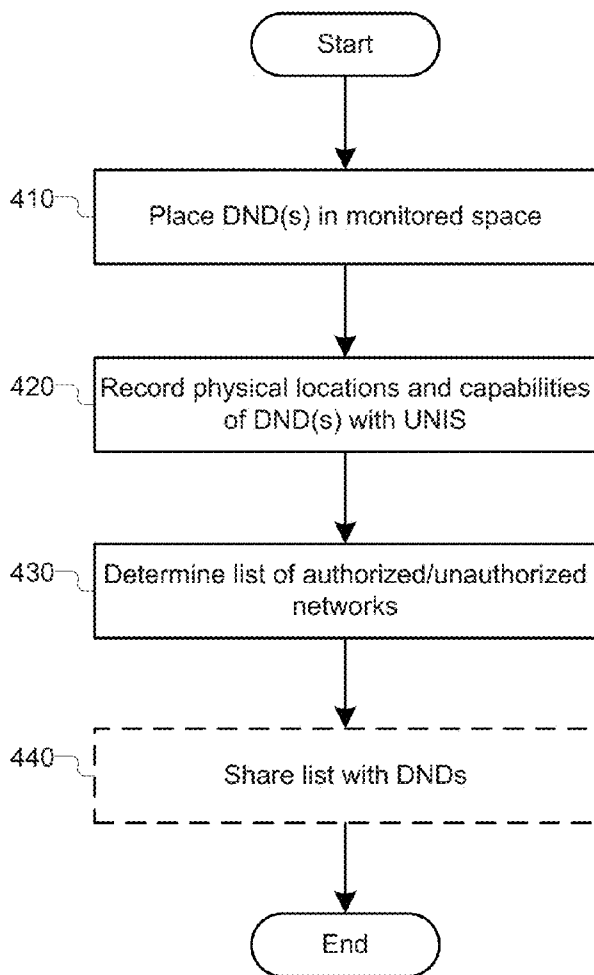 Start
410
Place DND(s) in monitored space
420
Record physical locations and capabilities
of DND(s) with UNIS
430
Determine list of authorized/unauthorized
networks
440
Share list with DNDs
End